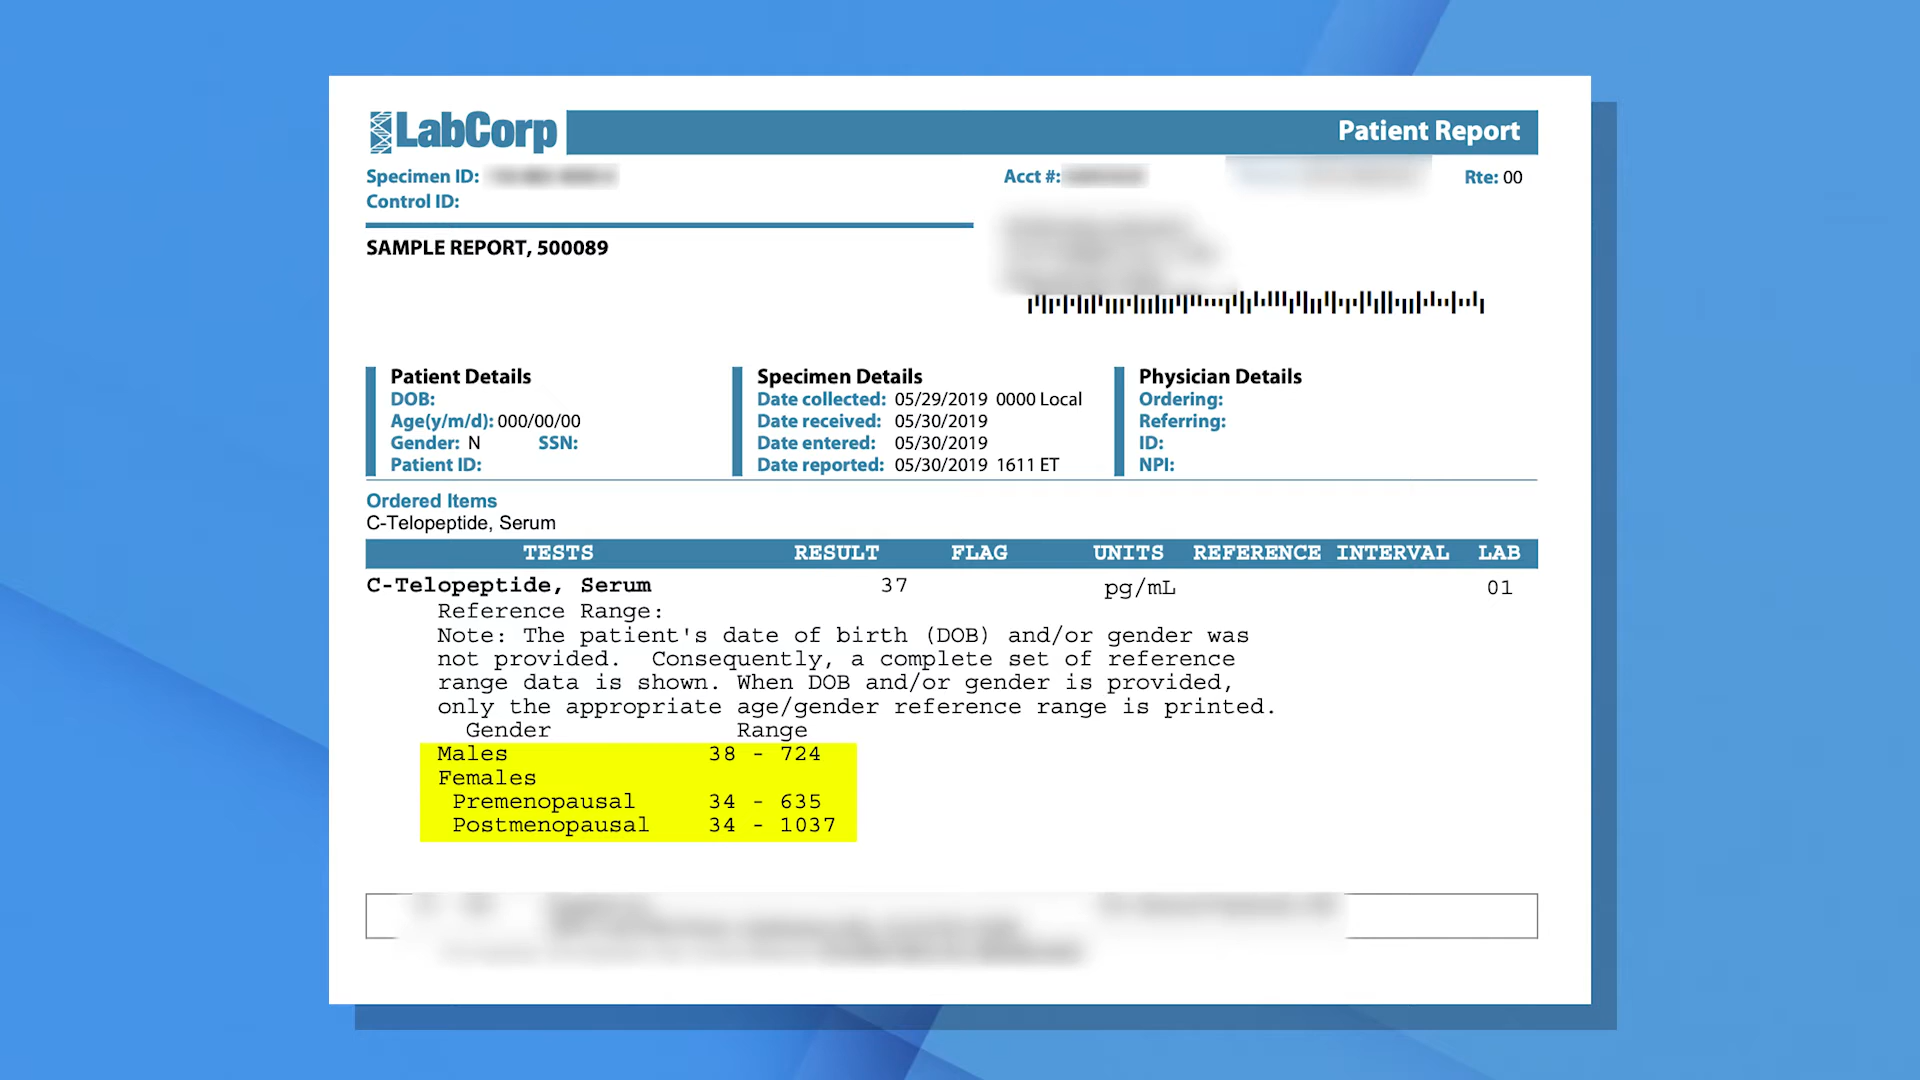 LabCorp
Patient Report
Specimen ID:
Acct #:
Rte: 00
Control ID:
SAMPLE REPORT, 500089
Patient Details
DOB:
Age(y/m/d): 000/00/00
Gender: N SSN:
Patient ID:
Specimen Details
Date collected: 05/29/2019 0000 Local
Date received: 05/30/2019
Date entered: 05/30/2019
Date reported: 05/30/2019 1611 ET
Physician Details
Ordering:
Referring:
ID:
NPI:
Ordered Items
C-Telopeptide, Serum
TESTS RESULT FLAG UNITS REFERENCE INTERVAL LAB
C-Telopeptide, Serum 37 pg/mL 01
Reference Range:
Note: The patient's date of birth (DOB) and/or gender was
not provided. Consequently, a complete set of reference
range data is shown. When DOB and/or gender is provided,
only the appropriate age/gender reference range is printed.
Gender Range
Males 38 - 724
Females
Premenopausal 34 - 635
Postmenopausal 34 - 1037